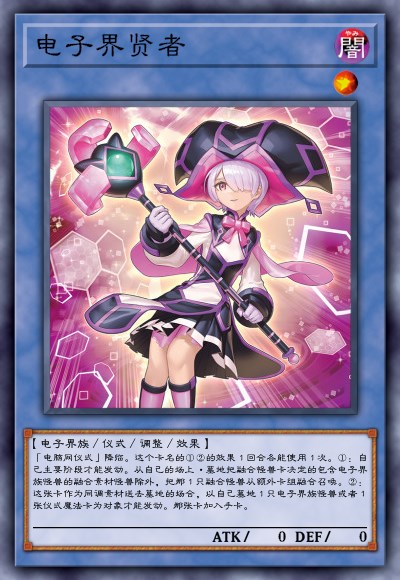 电子界贤者
やみ
闇
【电子界族/仪式/调整/效果】
「电脑网仪式」降临。这个卡名的①②的效果1回合各能使用1次。①：自
己主要阶段才能发动。从自己的场上·墓地把融合怪兽卡决定的包含电子界
族怪兽的融合素材怪兽除外，把那1只融合怪兽从额外卡组融合召唤。②：
这张卡作为同调素材送去墓地的场合，以自己墓地1只电子界族怪兽或者1
张仪式魔法卡为对象才能发动。那张卡加入手卡。
ATK/ 0 DEF/ 0